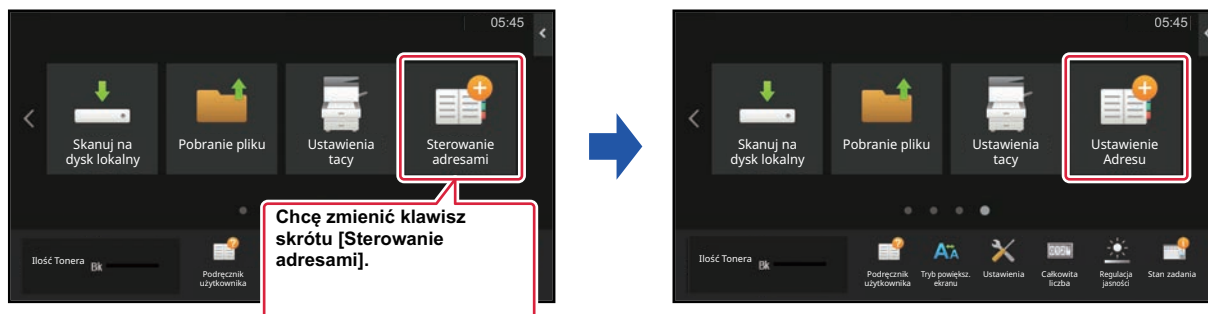 05:45
Skanuj na
dysk lokalny
Pobranie pliku
Ustawienia
tacy
Sterowanie
adresami
Chcę zmienić klawisz
skrótu [Sterowanie
adresami].
Ilość Tonera
Bk
Podręcznik
użytkownika
05:45
Skanuj na
dysk lokalny
Pobranie pliku
Ustawienia
tacy
Ustawienie
Adresu
Ilość Tonera
Bk
Podręcznik
użytkownika
Tryb powiększ.
ekranu
Ustawienia
Całkowita
liczba
Regulacja
jasności
Stan zadania